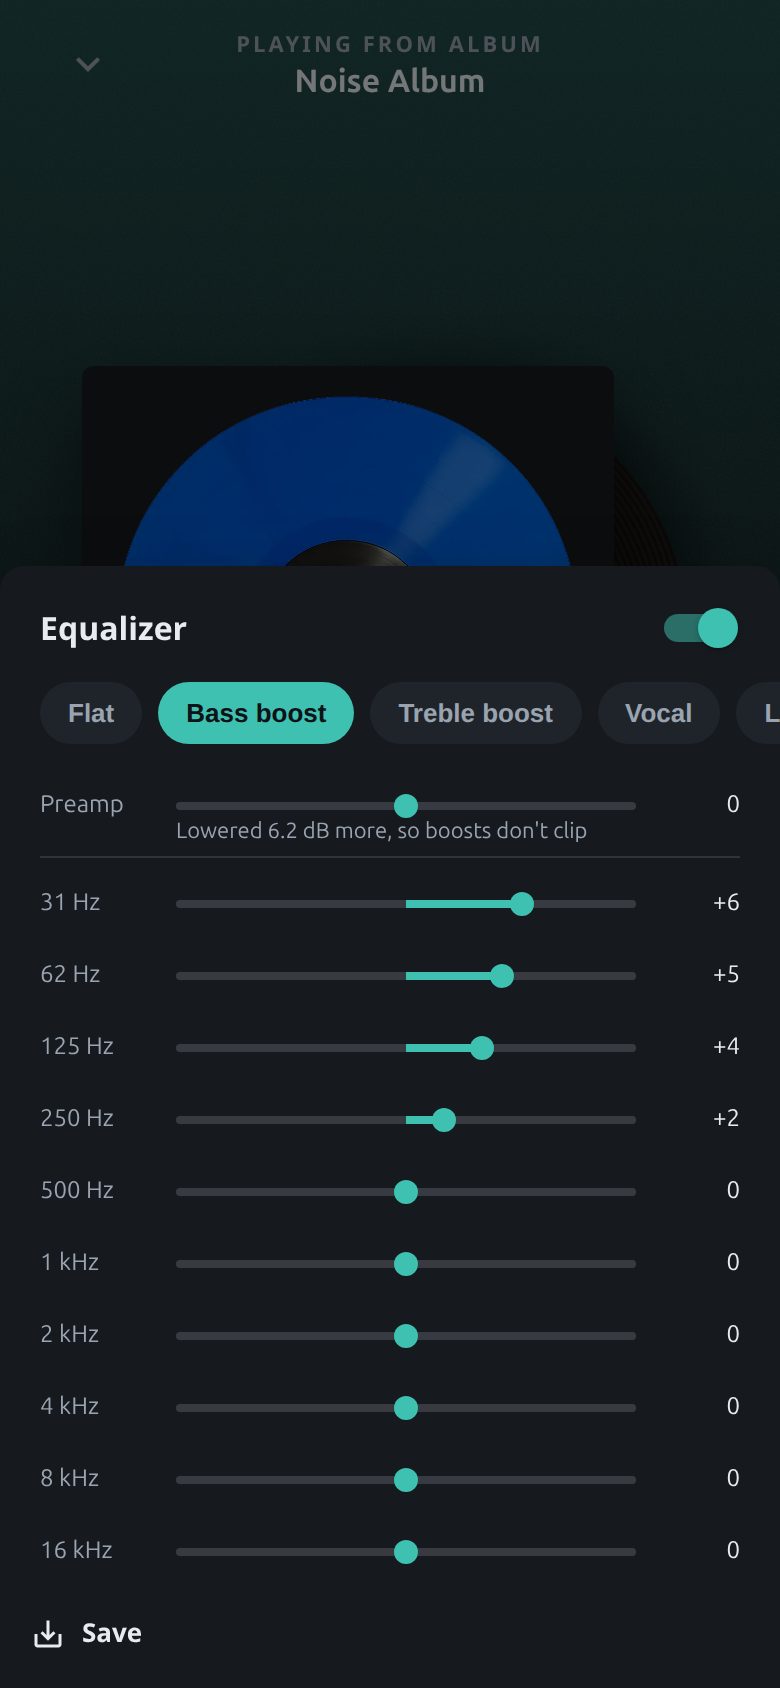 PLAYING FROM ALBUM
Noise Album
Equalizer
Flat
Bass boost
Treble boost
Vocal
L
Preamp
0
Lowered 6.2 dB more, so boosts don't clip
31 Hz
+6
62 Hz
+5
125 Hz
+4
250 Hz
+2
500 Hz
0
1 kHz
0
2 kHz
0
4 kHz
0
8 kHz
0
16 kHz
0
Save